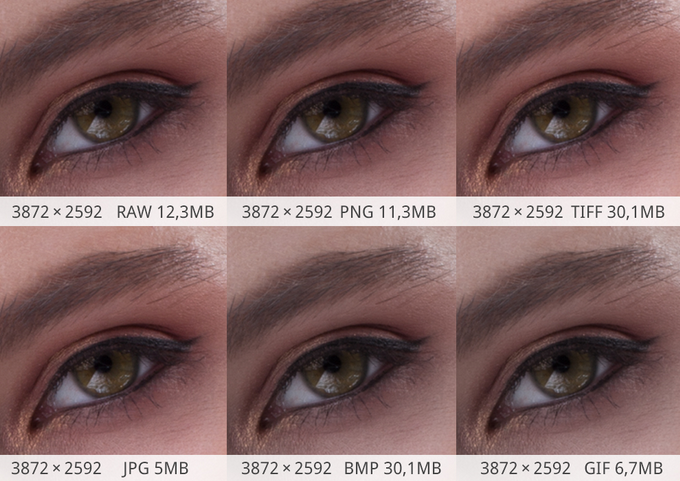 3872 × 2592 RAW 12,3MB
3872 × 2592 PNG 11,3MB
3872 × 2592 TIFF 30,1MB
3872 × 2592 JPG 5MB
3872 × 2592 BMP 30,1MB
3872 × 2592 GIF 6,7MB